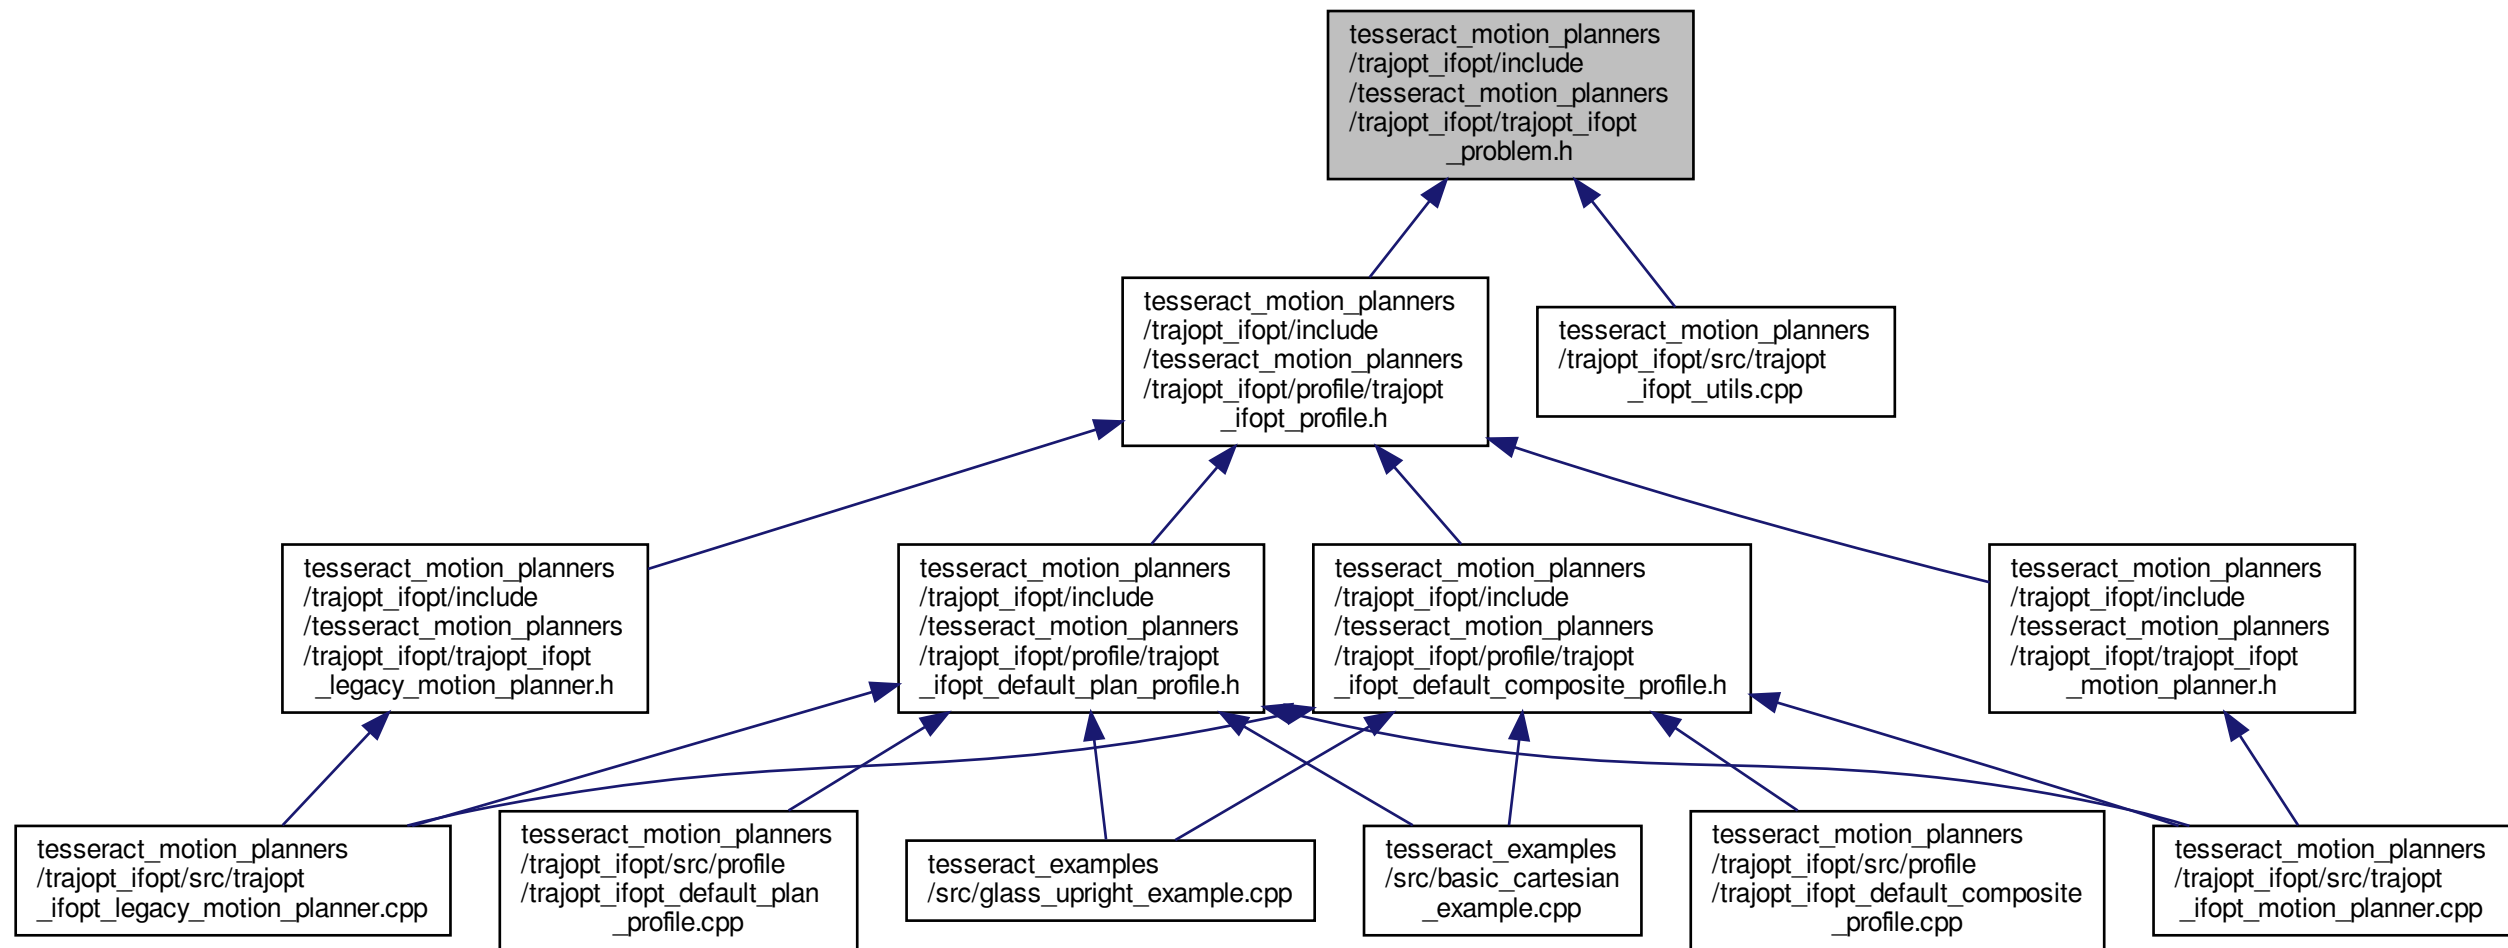 tesseract_motion_planners
/trajopt_ifopt/include
/tesseract_motion_planners
/trajopt_ifopt/trajopt_ifopt
_problem.h
tesseract_motion_planners
/trajopt_ifopt/include
/tesseract_motion_planners
/trajopt_ifopt/profile/trajopt
_ifopt_profile.h
tesseract_motion_planners
/trajopt_ifopt/src/trajopt
_ifopt_utils.cpp
tesseract_motion_planners
/trajopt_ifopt/include
/tesseract_motion_planners
/trajopt_ifopt/trajopt_ifopt
_legacy_motion_planner.h
tesseract_motion_planners
/trajopt_ifopt/include
/tesseract_motion_planners
/trajopt_ifopt/profile/trajopt
_ifopt_default_plan_profile.h
tesseract_motion_planners
/trajopt_ifopt/include
/tesseract_motion_planners
/trajopt_ifopt/profile/trajopt
_ifopt_default_composite_profile.h
tesseract_motion_planners
/trajopt_ifopt/include
/tesseract_motion_planners
/trajopt_ifopt/trajopt_ifopt
_motion_planner.h
tesseract_motion_planners
/trajopt_ifopt/src/trajopt
_ifopt_legacy_motion_planner.cpp
tesseract_motion_planners
/trajopt_ifopt/src/profile
/trajopt_ifopt_default_plan
_profile.cpp
tesseract_examples
/src/glass_upright_example.cpp
tesseract_examples
/src/basic_cartesian
_example.cpp
tesseract_motion_planners
/trajopt_ifopt/src/profile
/trajopt_ifopt_default_composite
_profile.cpp
tesseract_motion_planners
/trajopt_ifopt/src/trajopt
_ifopt_motion_planner.cpp